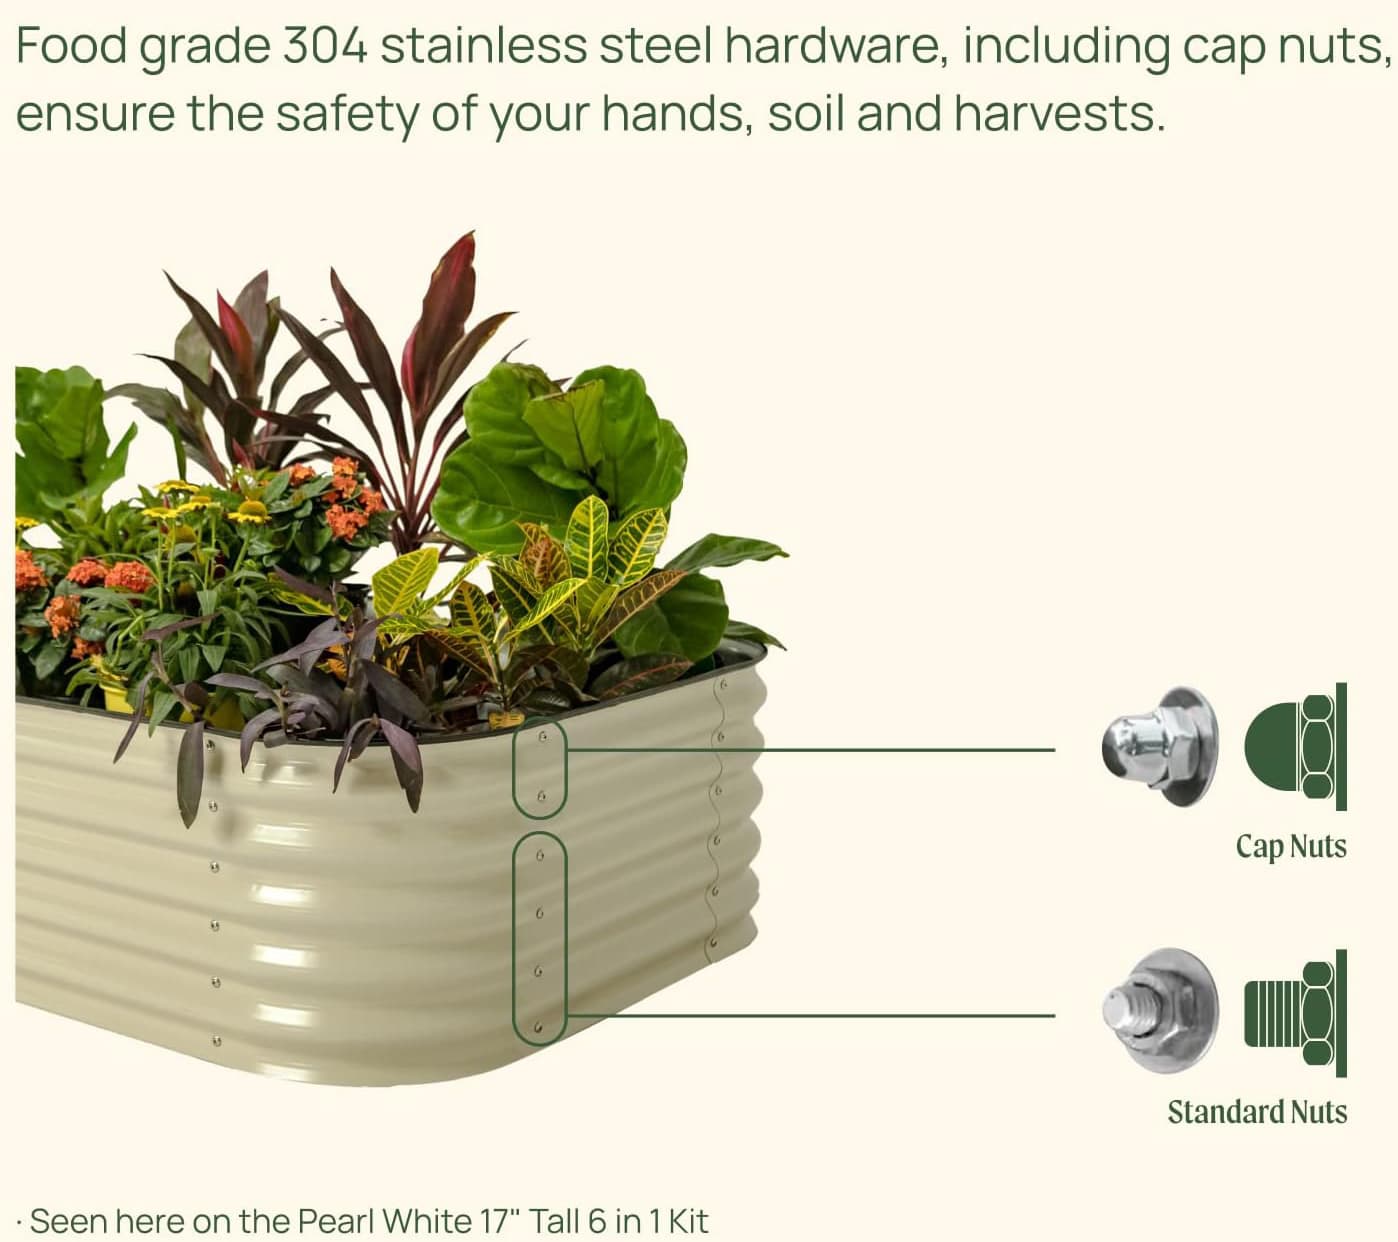 Food grade 304 stainless steel hardware, including cap nuts,
ensure the safety of your hands, soil and harvests.
Cap Nuts
Standard Nuts
· Seen here on the Pearl White 17" Tall 6 in 1 Kit